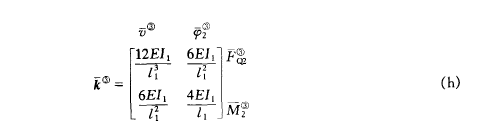 v̄^③ φ̄₂^③
k̄^③ = [ 12EI₁/l₁³ 6EI₁/l₁² ; 6EI₁/l₁² 4EI₁/l₁ ] F̄_Q2^③ M̄₂^③ (h)